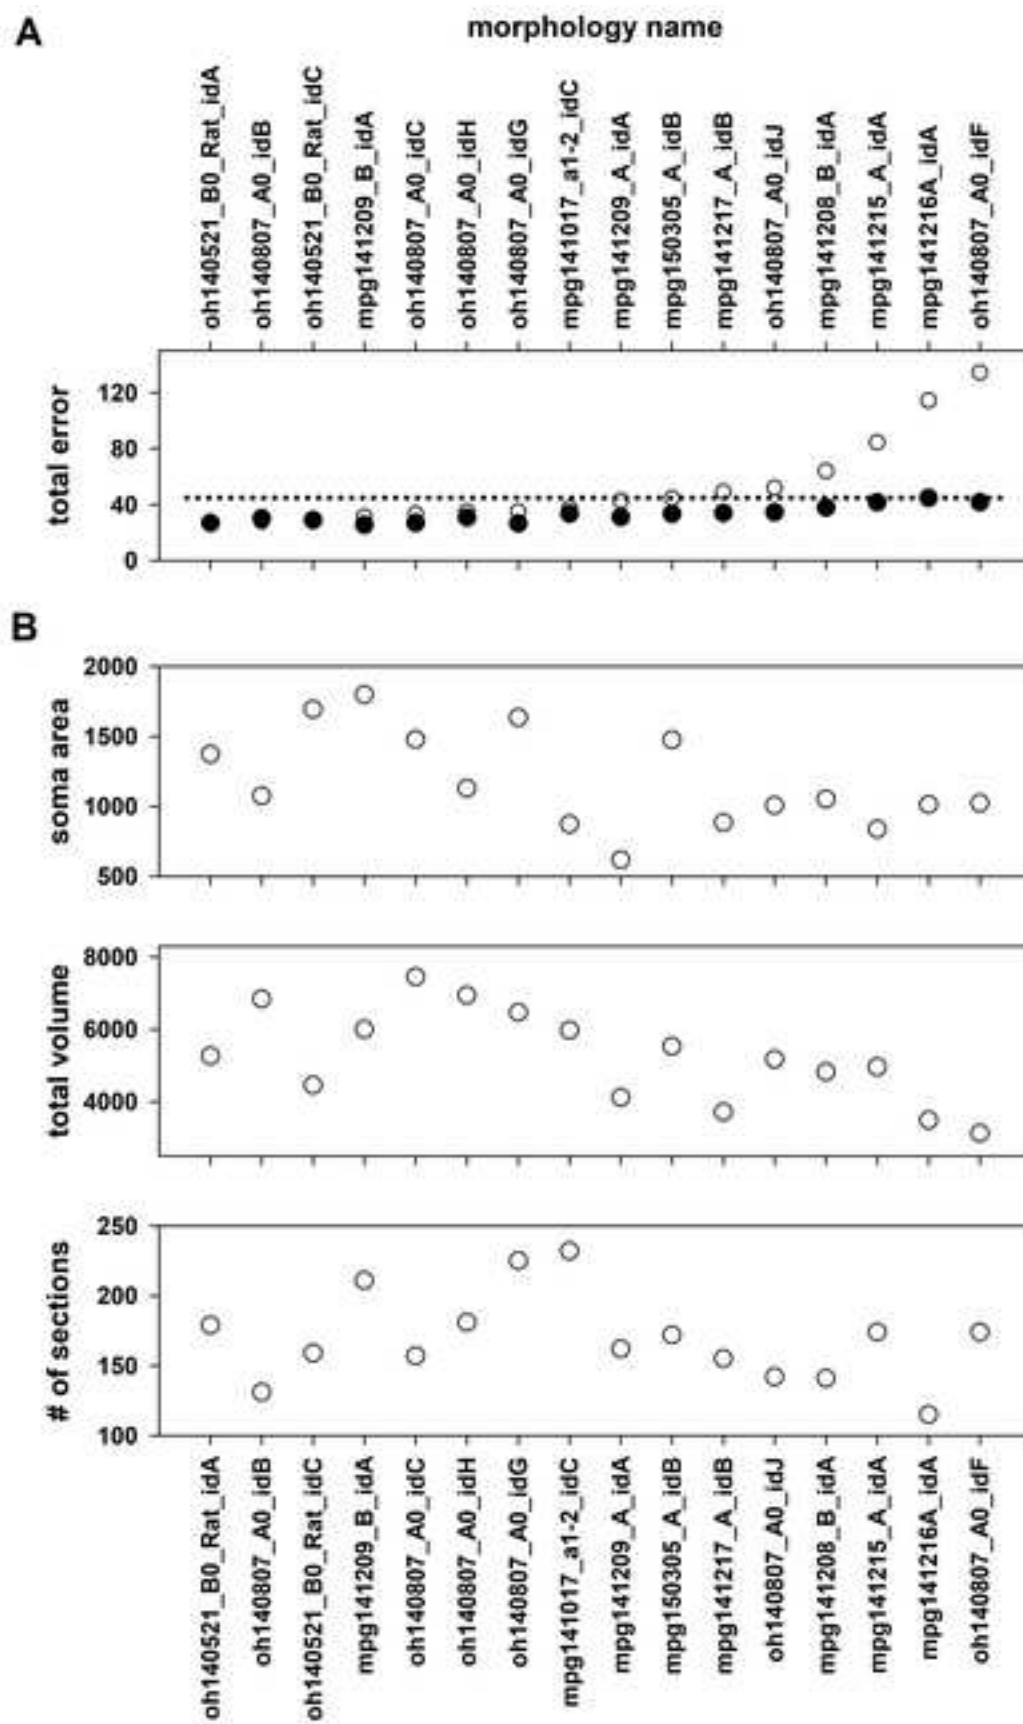 A
morphology name
oh140521_B0_Rat_idA
oh140807_A0_idB
oh140521_B0_Rat_idC
mpg141209_B_idA
oh140807_A0_idC
oh140807_A0_idH
oh140807_A0_idG
mpg141017_a1-2_idC
mpg141209_A_idA
mpg150305_A_idB
mpg141217_A_idB
oh140807_A0_idJ
mpg141208_B_idA
mpg141215_A_idA
mpg141216A_idA
oh140807_A0_idF
total error
120
80
40
0
B
soma area
2000
1500
1000
500
total volume
8000
6000
4000
# of sections
250
200
150
100
oh140521_B0_Rat_idA
oh140807_A0_idB
oh140521_B0_Rat_idC
mpg141209_B_idA
oh140807_A0_idC
oh140807_A0_idH
oh140807_A0_idG
mpg141017_a1-2_idC
mpg141209_A_idA
mpg150305_A_idB
mpg141217_A_idB
oh140807_A0_idJ
mpg141208_B_idA
mpg141215_A_idA
mpg141216A_idA
oh140807_A0_idF